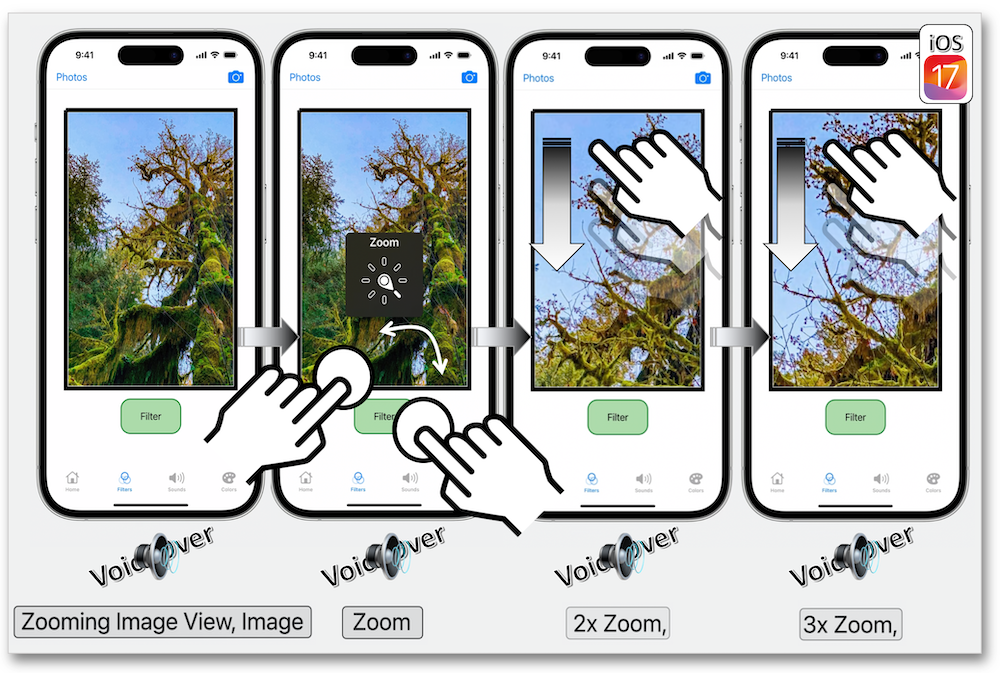 iOS
17
9:41
Photos
Filter
Home
Filters
Sounds
Colors
9:41
Photos
Zoom
Filter
Home
Filters
Sounds
9:41
Photos
Filter
Filters
Sounds
Colors
9:41
Photos
Filter
Home
Filters
Sounds
Colors
VoiceOver
VoiceOver
VoiceOver
VoiceOver
Zooming Image View, Image
Zoom
2x Zoom,
3x Zoom,